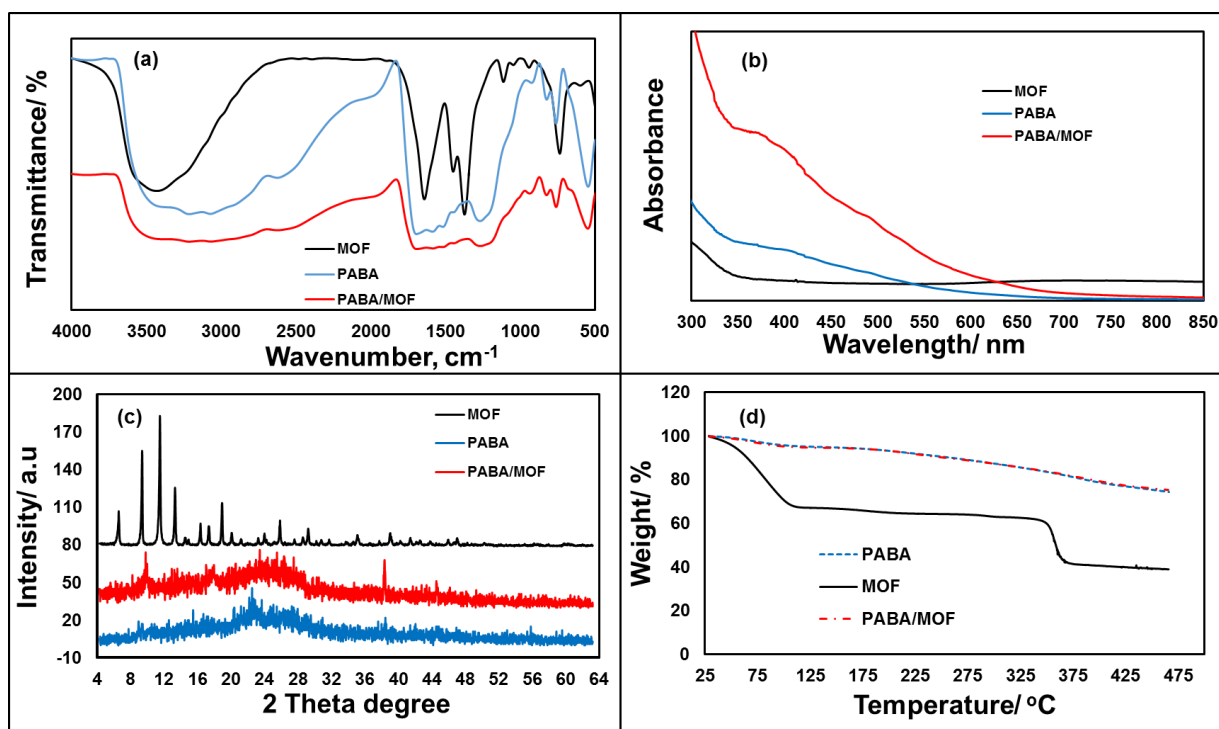 (a)
Transmittance/ %
MOF
PABA
PABA/MOF
4000 3500 3000 2500 2000 1500 1000 500
Wavenumber, cm-1
(b)
Absorbance
MOF
PABA
PABA/MOF
300 350 400 450 500 550 600 650 700 750 800 850
Wavelength/ nm
(c)
Intensity/ a.u
200
170
140
110
80
50
20
-10
MOF
PABA
PABA/MOF
4 8 12 16 20 24 28 32 36 40 44 48 52 56 60 64
2 Theta degree
(d)
Weight/ %
120
100
80
60
40
20
0
PABA
MOF
PABA/MOF
25 75 125 175 225 275 325 375 425 475
Temperature/ oC